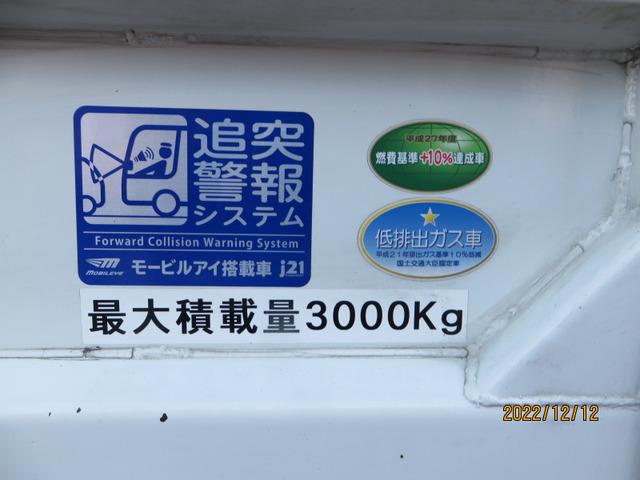 追突
警報
システム
Forward Collision Warning System
MOBILEYE モービルアイ搭載車 j21
最大積載量3000Kg
平成27年度
燃費基準+10%達成車
低排出ガス車
平成21年排出ガス基準10%低減
国土交通大臣認定車
2022/12/12